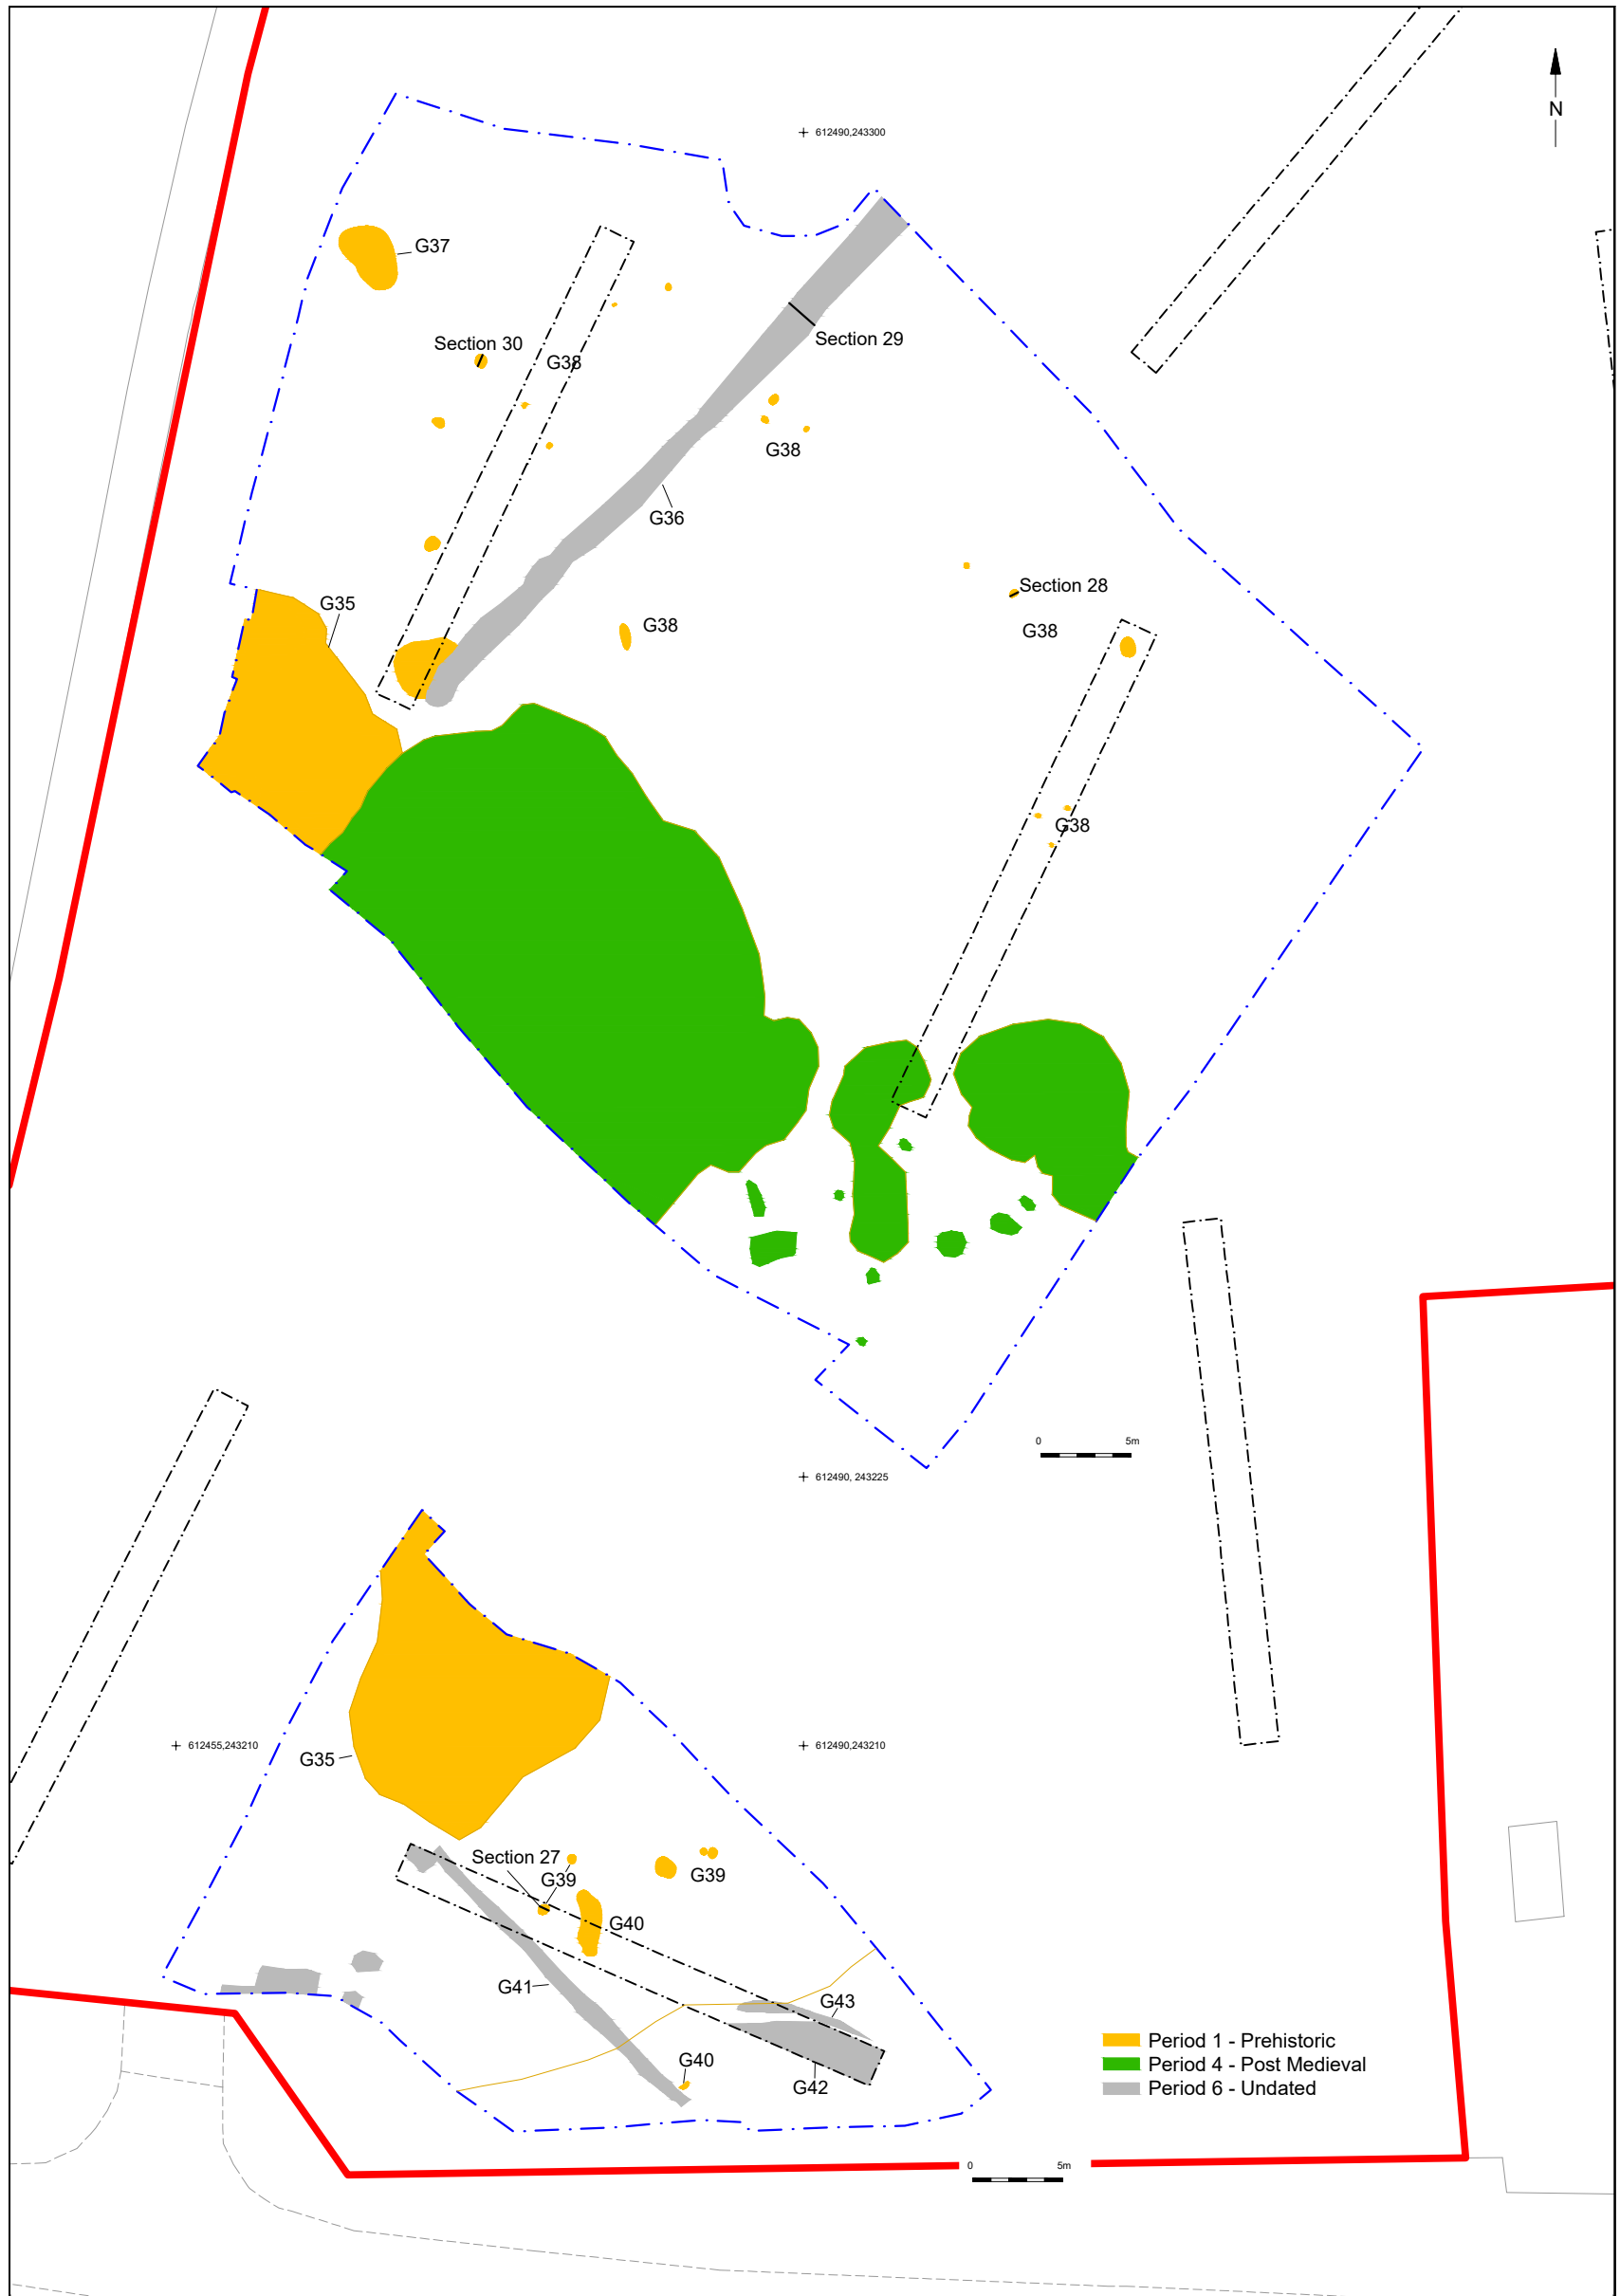 612490,243300
N
G37
Section 29
Section 30
G38
G38
G36
Section 28
G35
G38
G38
G38
0 5m
612490, 243225
612455,243210
612490,243210
G35
Section 27
G39
G39
G40
G41
G43
G40
G42
Period 1 - Prehistoric
Period 4 - Post Medieval
Period 6 - Undated
0 5m